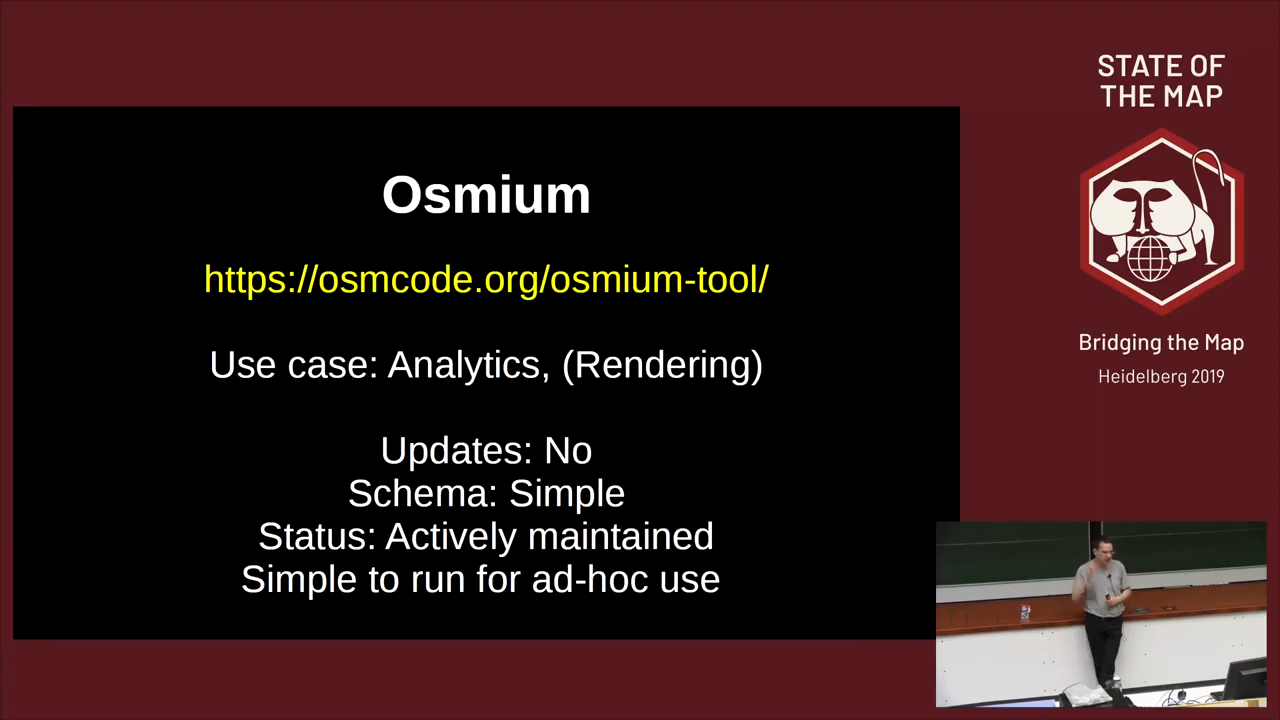 Osmium
https://osmcode.org/osmium-tool/
Use case: Analytics, (Rendering)
Updates: No
Schema: Simple
Status: Actively maintained
Simple to run for ad-hoc use
STATE OF
THE MAP
Bridging the Map
Heidelberg 2019